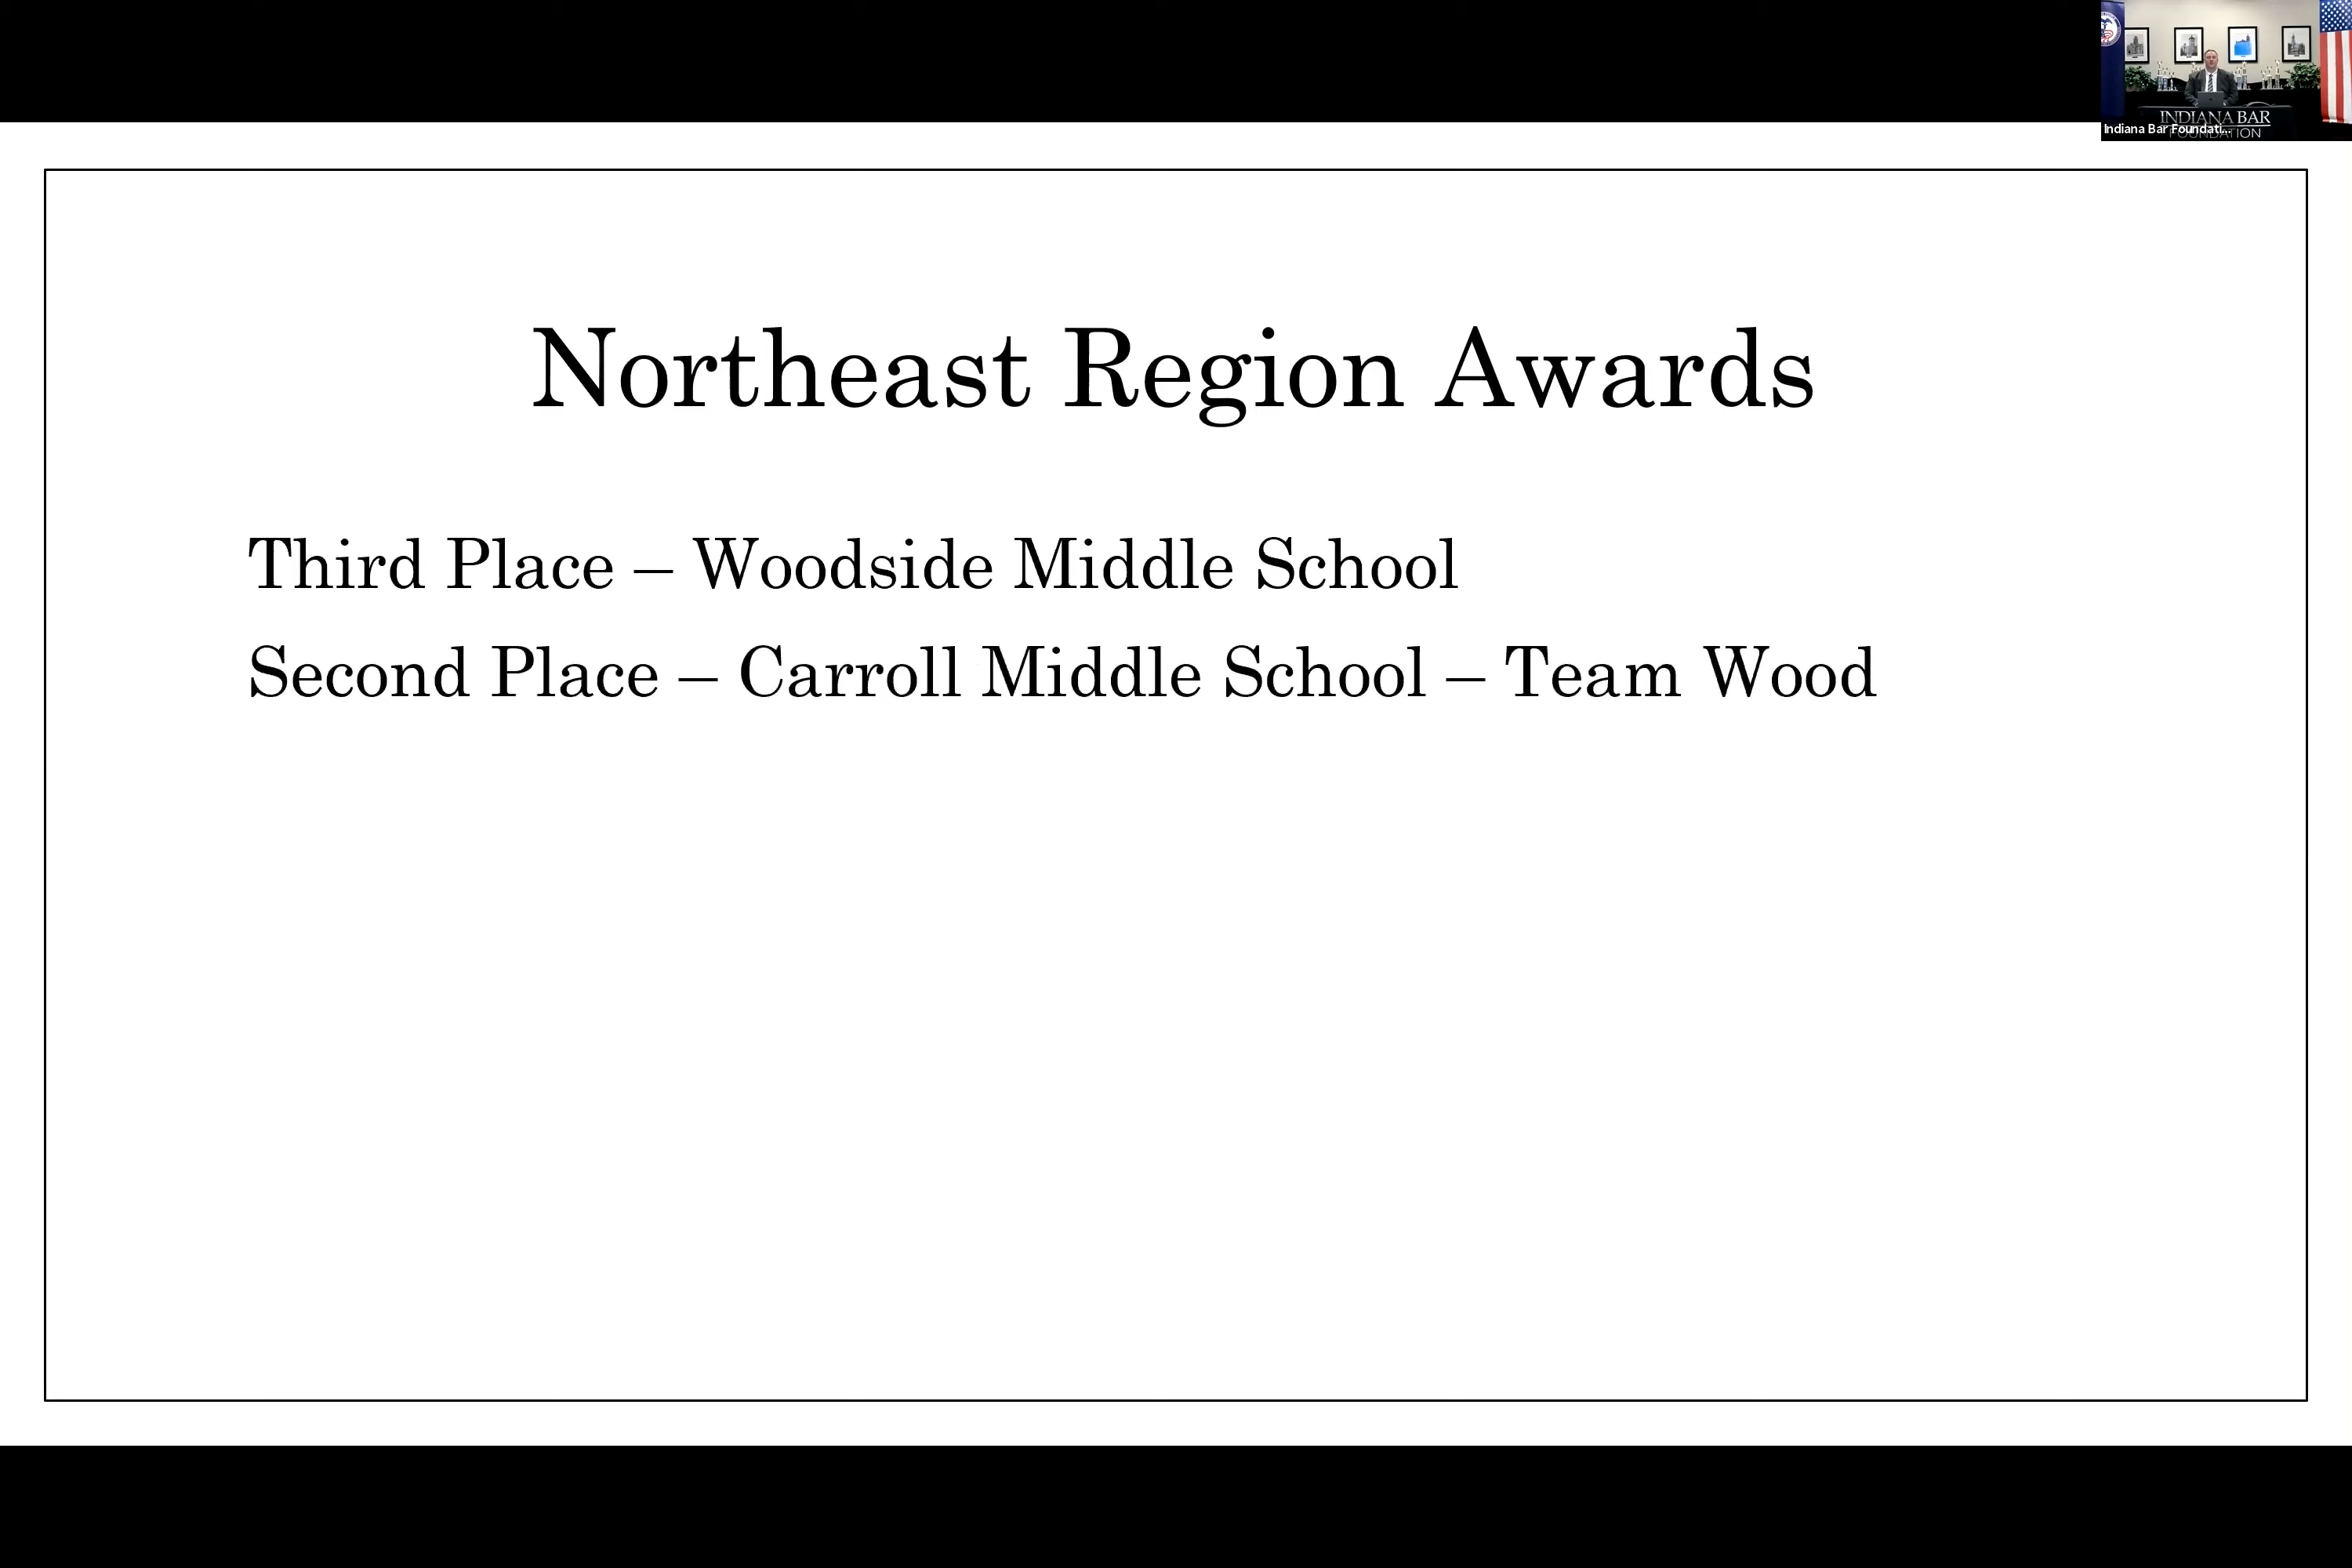 Northeast Region Awards
Third Place – Woodside Middle School
Second Place – Carroll Middle School – Team Wood
INDIANA BAR
FOUNDATION
Indiana Bar Foundati...